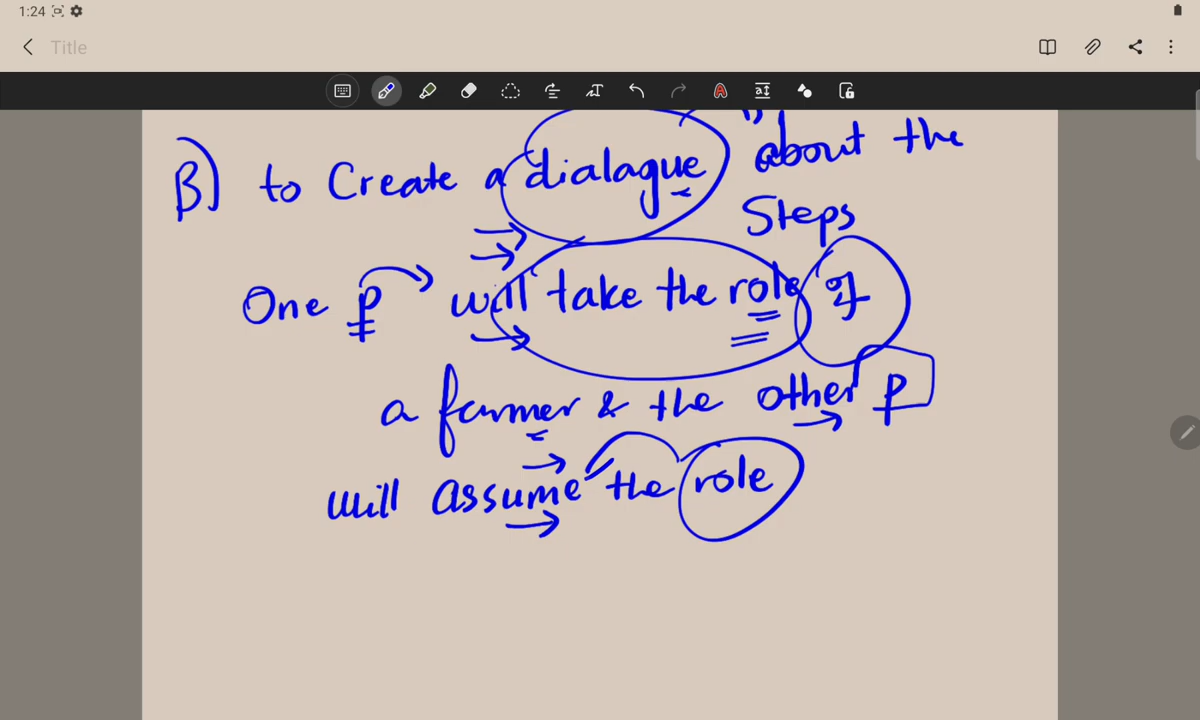 1:24
Title
B) to Create a dialague about the
Steps
One p will take the role of
a farmer & the other p
will assume the role